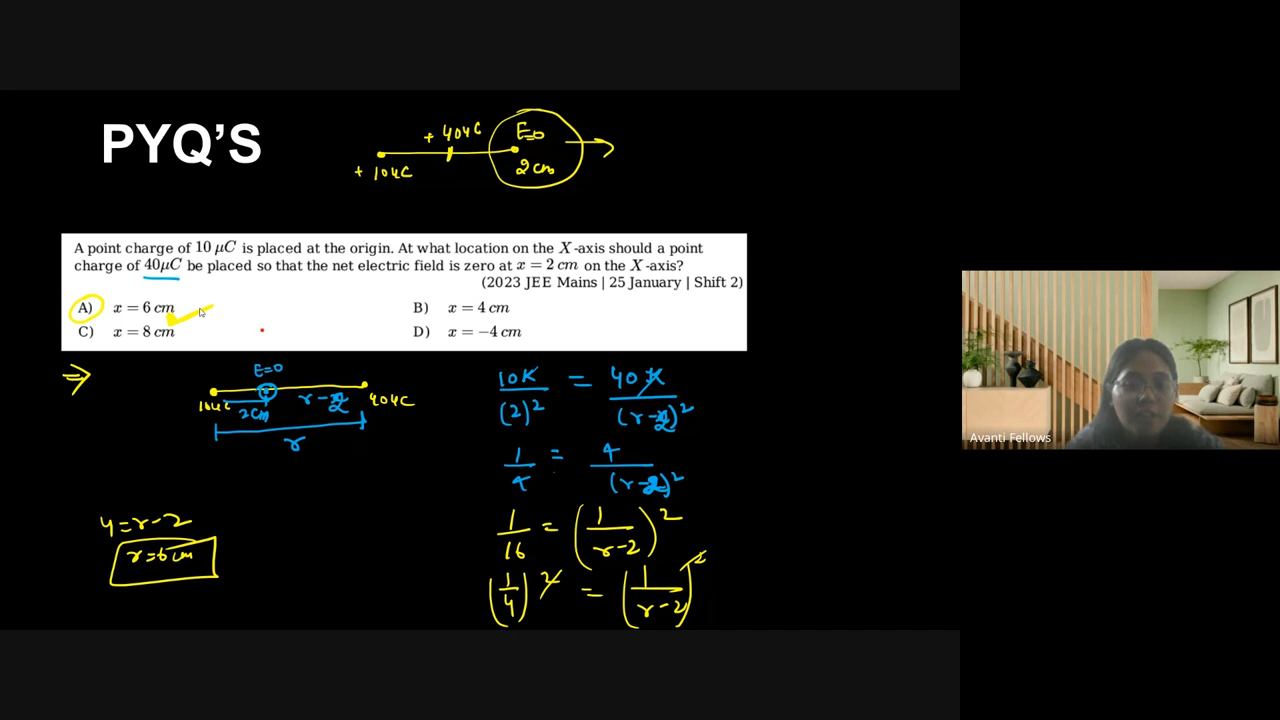 PYQ'S
+ 40µC
E=0
+ 10µC
2cm
A point charge of 10 µC is placed at the origin. At what location on the X-axis should a point
charge of 40µC be placed so that the net electric field is zero at x = 2 cm on the X-axis?
(2023 JEE Mains | 25 January | Shift 2)
A) x = 6 cm B) x = 4 cm
C) x = 8 cm D) x = −4 cm
⇒
E=0
10µC 2cm r-2 40µC
r
10K/(2)² = 40K/(r-2)²
1/4 = 4/(r-2)²
1/16 = (1/(r-2))²
(1/4)² = (1/(r-2))²
4=r-2
r=6cm
Avanti Fellows